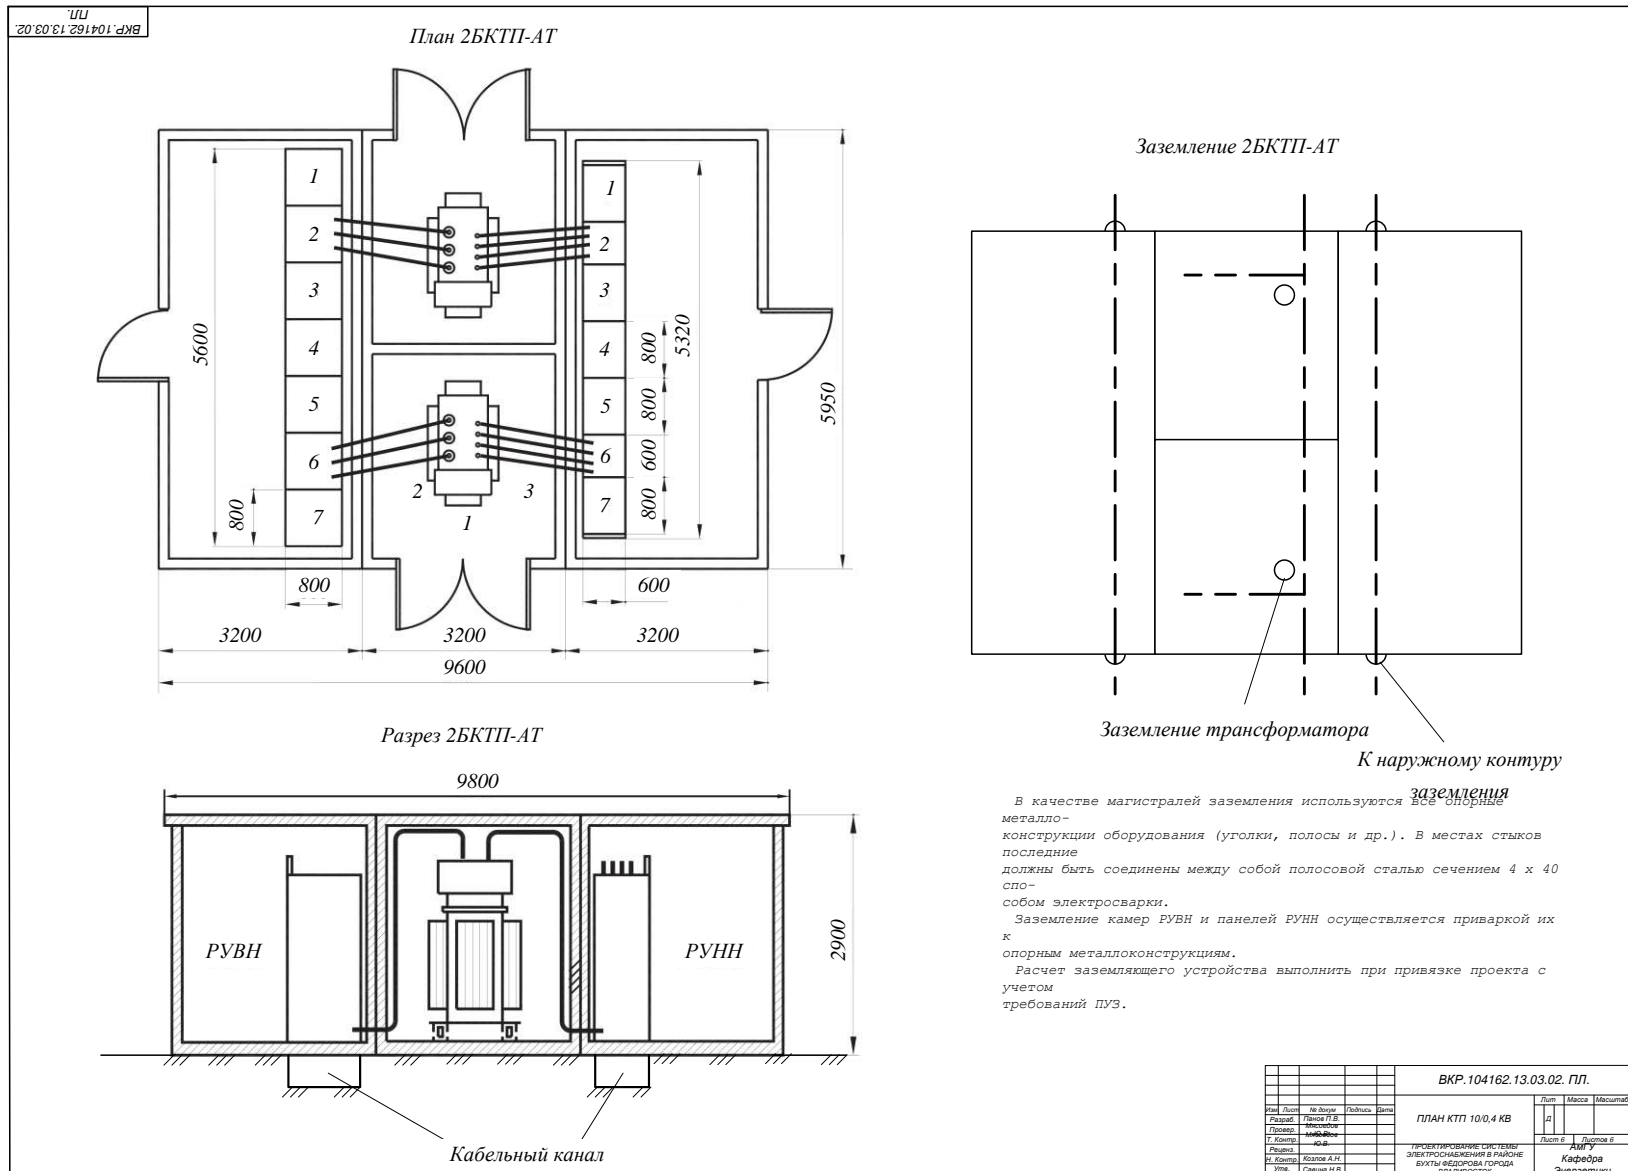 ВКР.104162.13.03.02.
ПЛ.
План 2БКТП-АТ
1
2
3
4
5
6
7
1
2
3
4
5
6
7
2
3
1
5600
800
5320
800
800
600
800
5950
800
600
3200
3200
3200
9600
Разрез 2БКТП-АТ
9800
РУВН
РУНН
2900
Кабельный канал
Заземление 2БКТП-АТ
Заземление трансформатора
К наружному контуру
заземления
В качестве магистралей заземления используются все опорные
металло-
конструкции оборудования (уголки, полосы и др.). В местах стыков
последние
должны быть соединены между собой полосовой сталью сечением 4 х 40
спо-
собом электросварки.
Заземление камер РУВН и панелей РУНН осуществляется приваркой их
к
опорным металлоконструкциям.
Расчет заземляющего устройства выполнить при привязке проекта с
учетом
требований ПУЗ.
ВКР.104162.13.03.02. ПЛ.
Изм Лист № докум Подпись Дата
Разраб. Панов П.В.
Провер.
Т. Контр.
Реценз.
Н. Контр. Козлов А.Н.
Утв. Савина Н.В.
ПЛАН КТП 10/0,4 КВ
Лит Масса Масштаб
Д
Лист 6 Листов 6
ПРОЕКТИРОВАНИЕ СИСТЕМЫ
ЭЛЕКТРОСНАБЖЕНИЯ В РАЙОНЕ
БУХТЫ ФЁДОРОВА ГОРОДА
ВЛАДИВОСТОК
АмГУ
Кафедра
Энергетики